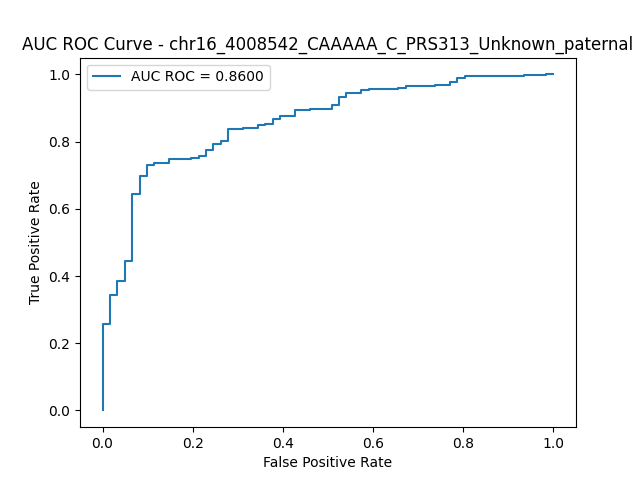 AUC ROC Curve - chr16_4008542_CAAAAA_C_PRS313_Unknown_paternal
AUC ROC = 0.8600
1.0
0.8
0.6
0.4
0.2
0.0
True Positive Rate
0.0 0.2 0.4 0.6 0.8 1.0
False Positive Rate